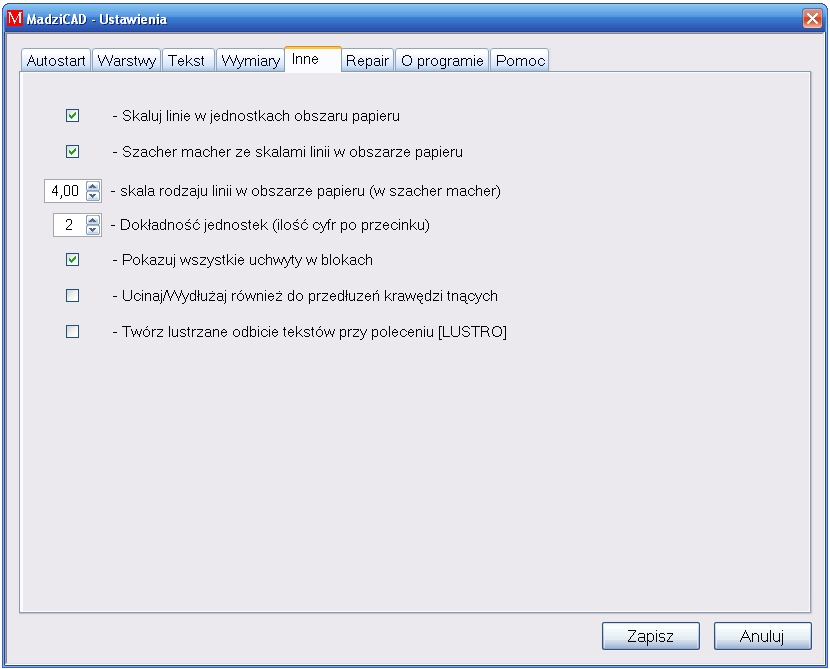 M MadziCAD - Ustawienia
Autostart Warstwy Tekst Wymiary Inne Repair O programie Pomoc
- Skaluj linie w jednostkach obszaru papieru
- Szacher macher ze skalami linii w obszarze papieru
4,00 - skala rodzaju linii w obszarze papieru (w szacher macher)
2 - Dokładność jednostek (ilość cyfr po przecinku)
- Pokazuj wszystkie uchwyty w blokach
- Ucinaj/Wydłużaj również do przedłuzeń krawędzi tnących
- Twórz lustrzane odbicie tekstów przy poleceniu [LUSTRO]
Zapisz Anuluj